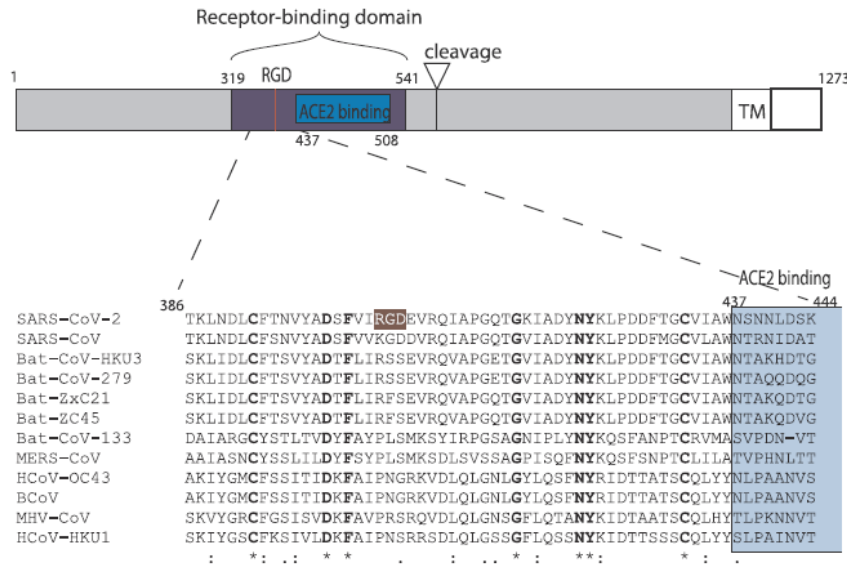 Receptor-binding domain
cleavage
1 319 RGD 541 1273
ACE2 binding TM
437 508
ACE2 binding
386 437 444
SARS-CoV-2 TKLNDLCFTNVYADSFVIRGDEVRQIAPGQTGKIADYNYKLPDDFTGCVIAWNSNNLDSK
SARS-CoV TKLNDLCFSNVYADSFVVKGDDVRQIAPGQTGVIADYNYKLPDDFMGCVLAWNTRNIDAT
Bat-CoV-HKU3 SKLIDLCFTSVYADTFLIRSSEVRQVAPGETGVIADYNYKLPDDFTGCVIAWNTAKHDTG
Bat-CoV-279 SKLIDLCFTSVYADTFLIRSSEVRQVAPGETGVIADYNYKLPDDFTGCVIAWNTAQQDQG
Bat-ZxC21 SKLIDLCFTSVYADTFLIRFSEVRQVAPGQTGVIADYNYKLPDDFTGCVIAWNTAKQDVG
Bat-ZC45 SKLIDLCFTSVYADTFLIRFSEVRQVAPGQTGVIADYNYKLPDDFTGCVIAWNTAKQDVG
Bat-CoV-133 DAIARGCYSTLTVDYFAYPLSMKSYIRPGSAGNIPLYNYKQSFANPTCRVMASVPDN-VT
MERS-CoV AAIASNCYSSLILDYFSYPLSMKSDLSVSSAGPISQFNYKQSFSNPTCLILATVPHNLTT
HCoV-OC43 AKIYGMCFSSITIDKFAIPNGRKVDLQLGNLGYLQSFNYRIDTTATSCQLYYNLPAANVS
BCoV AKIYGMCFSSITIDKFAIPNGRKVDLQLGNLGYLQSFNYRIDTTATSCQLYYNLPAANVS
MHV-CoV SKVYGRCFGSISVDKFAVPRSRQVDLQLGNSGFLQTANYKIDTAATSCQLHYTLPKNNVT
HCoV-HKU1 SKIYGSCFKSIVLDKFAIPNSRRSDLQLGSSGFLQSSNYKIDTTSSSCQLYYSLPAINVT
: *: .: * * : .. * : ** : * : .